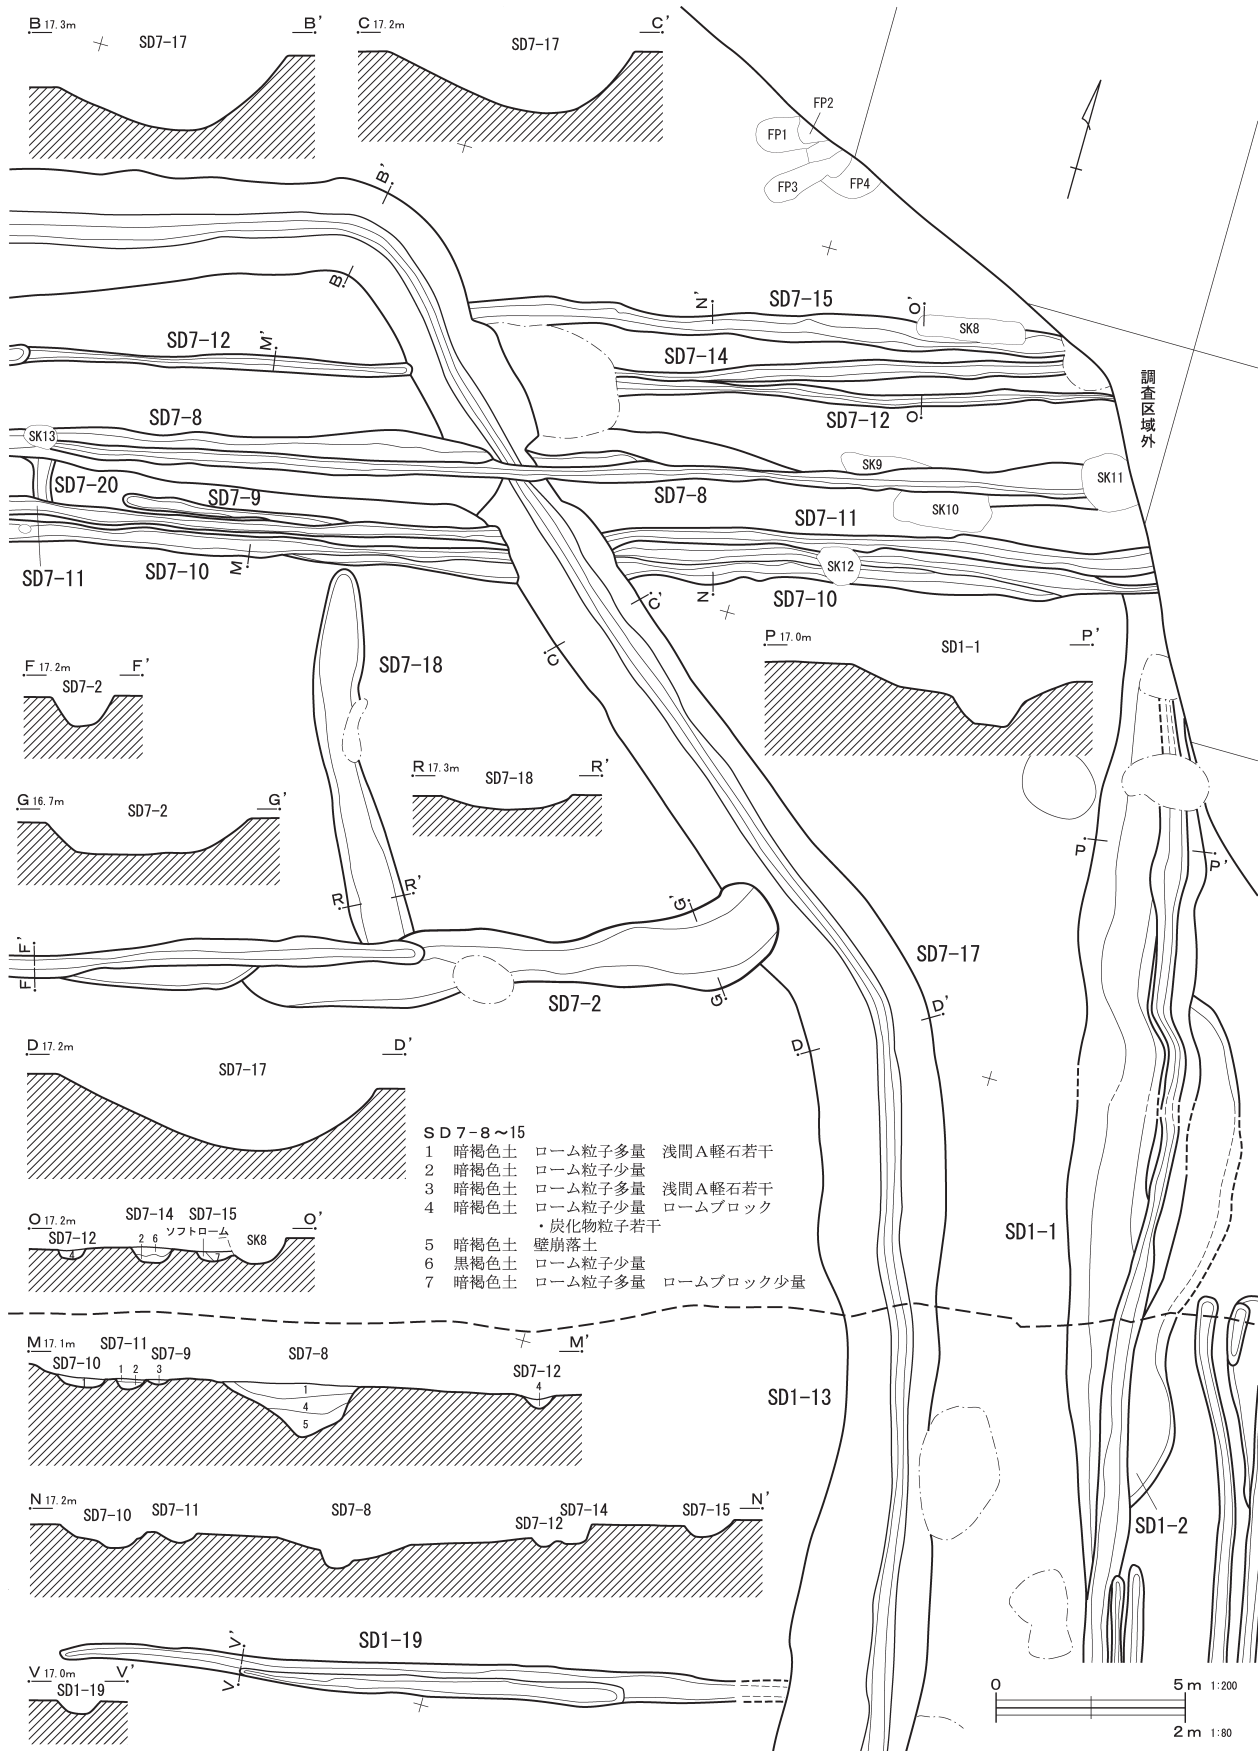 B 17.3m
B'
SD7-17
C 17.2m
C'
SD7-17
FP2
FP1
FP3
FP4
B'
B
N'
SD7-15
O'
SK8
SD7-12
M'
SD7-14
調査区域外
SD7-8
SD7-12
O
SK13
SK9
SK11
SD7-20
SD7-9
SD7-8
SK10
SD7-11
SD7-11
SD7-10
M
SK12
N
SD7-10
C'
C
P 17.0m
SD1-1
P'
F 17.2m
F'
SD7-2
SD7-18
R 17.3m
R'
SD7-18
G 16.7m
G'
SD7-2
P
P'
R
R'
G'
F'
F
SD7-17
G
SD7-2
D'
D
D 17.2m
D'
SD7-17
SD7-8～15
1 暗褐色土 ローム粒子多量 浅間A軽石若干
2 暗褐色土 ローム粒子少量
3 暗褐色土 ローム粒子多量 浅間A軽石若干
4 暗褐色土 ローム粒子少量 ロームブロック
・炭化物粒子若干
5 暗褐色土 壁崩落土
6 黒褐色土 ローム粒子少量
7 暗褐色土 ローム粒子多量 ロームブロック少量
O 17.2m
O'
SD7-14
SD7-15
ソフトローム
SD7-12
SK8
4
2 6
7
SD1-1
M 17.1m
M'
SD7-11
SD7-10
SD7-9
SD7-8
SD7-12
1
1 2
3
1
4
5
4
SD1-13
N 17.2m
N'
SD7-10
SD7-11
SD7-8
SD7-12
SD7-14
SD7-15
SD1-2
V'
V
SD1-19
V 17.0m
V'
SD1-19
0
5m 1:200
2m 1:80